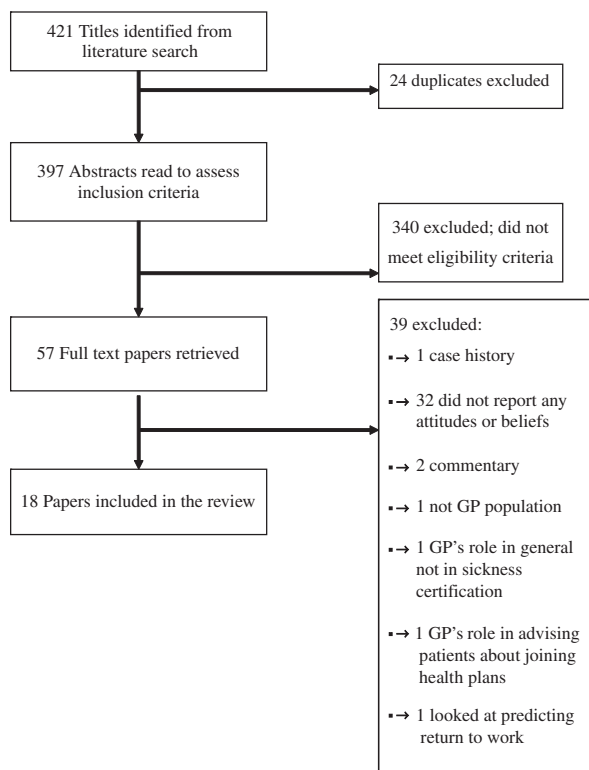 421 Titles identified from
literature search
24 duplicates excluded
397 Abstracts read to assess
inclusion criteria
340 excluded; did not
meet eligibility criteria
57 Full text papers retrieved
39 excluded:
1 case history
32 did not report any
attitudes or beliefs
2 commentary
1 not GP population
1 GP's role in general
not in sickness
certification
1 GP's role in advising
patients about joining
health plans
1 looked at predicting
return to work
18 Papers included in the review